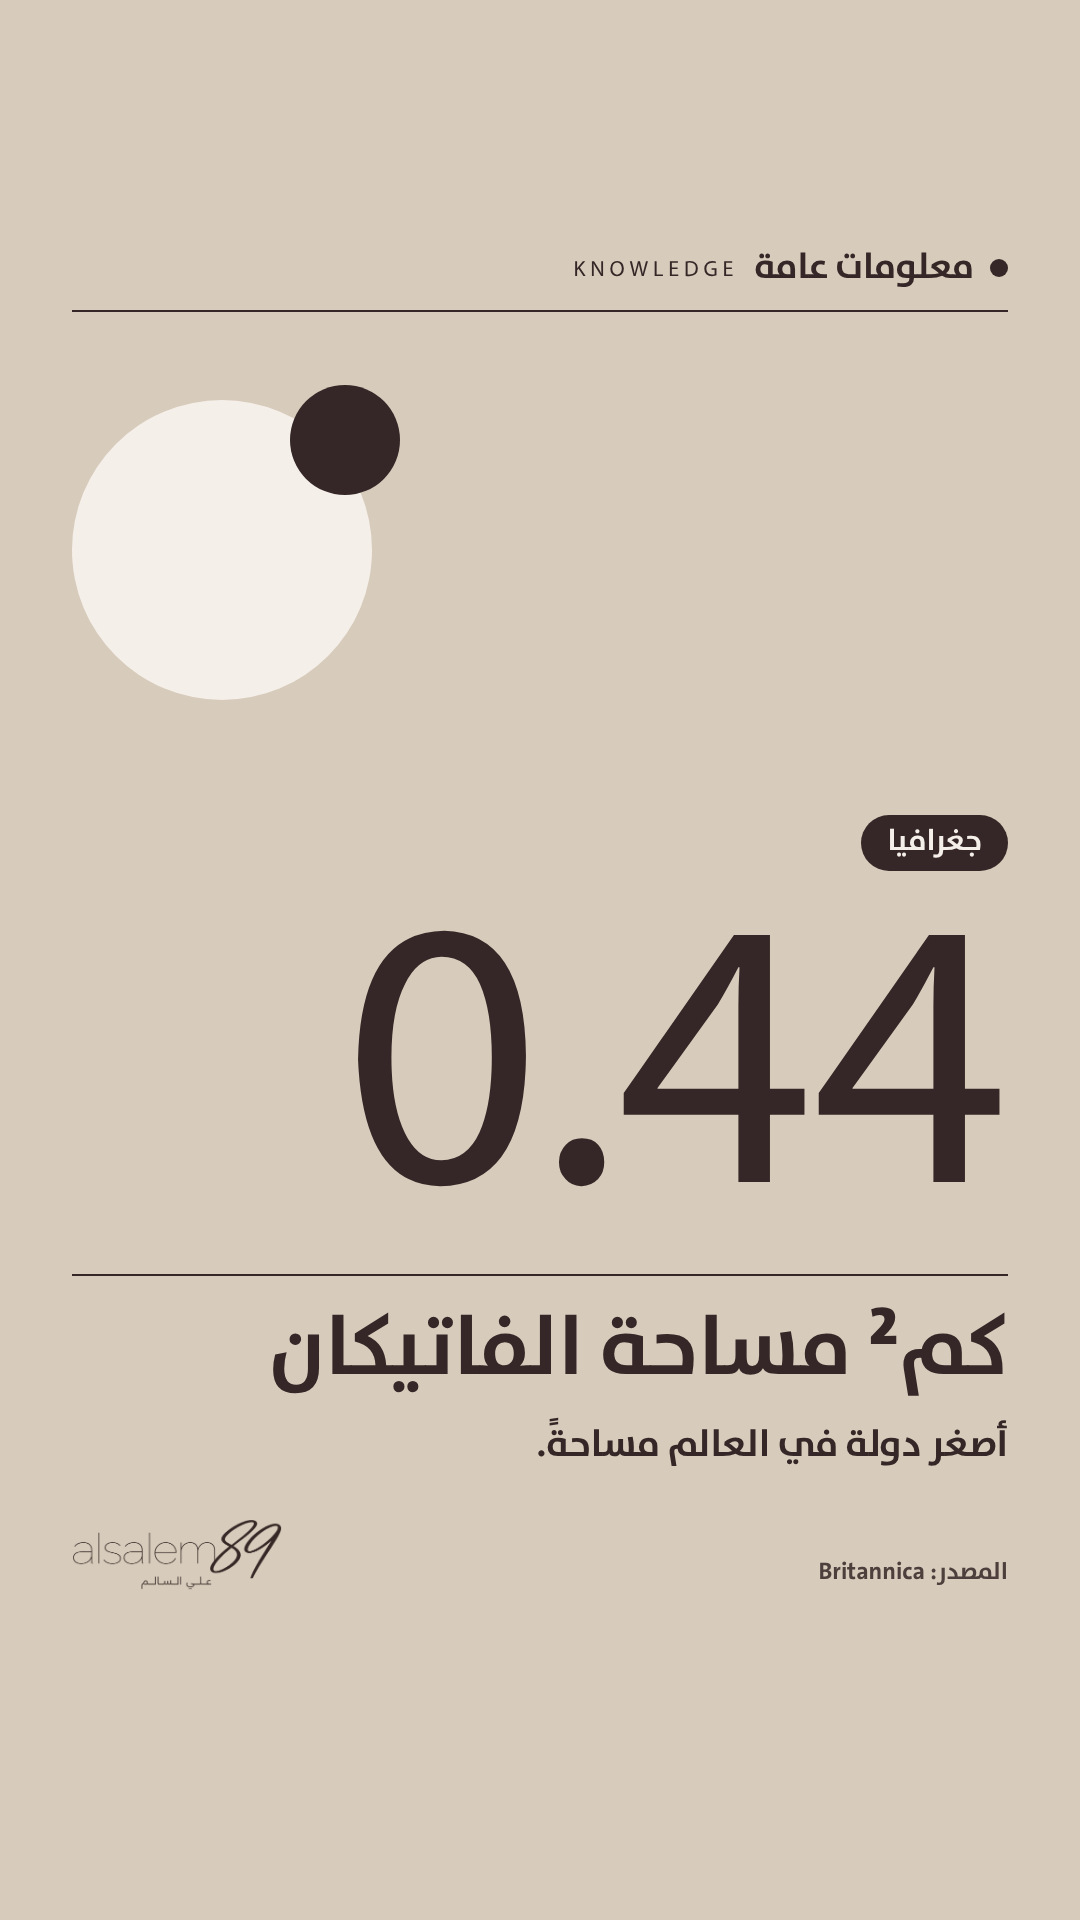 معلومات عامة KNOWLEDGE
جغرافيا
0.44
كم² مساحة الفاتيكان
أصغر دولة في العالم مساحةً.
المصدر: Britannica
alsalem89
علي السالم